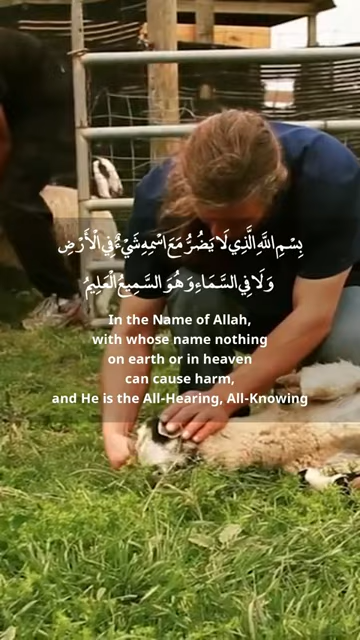 بِسْمِ اللَّهِ الَّذِي لَا يَضُرُّ مَعَ اسْمِهِ شَيْءٌ فِي الْأَرْضِ
وَلَا فِي السَّمَاءِ وَهُوَ السَّمِيعُ الْعَلِيمُ
In the Name of Allah,
with whose name nothing
on earth or in heaven
can cause harm,
and He is the All-Hearing, All-Knowing